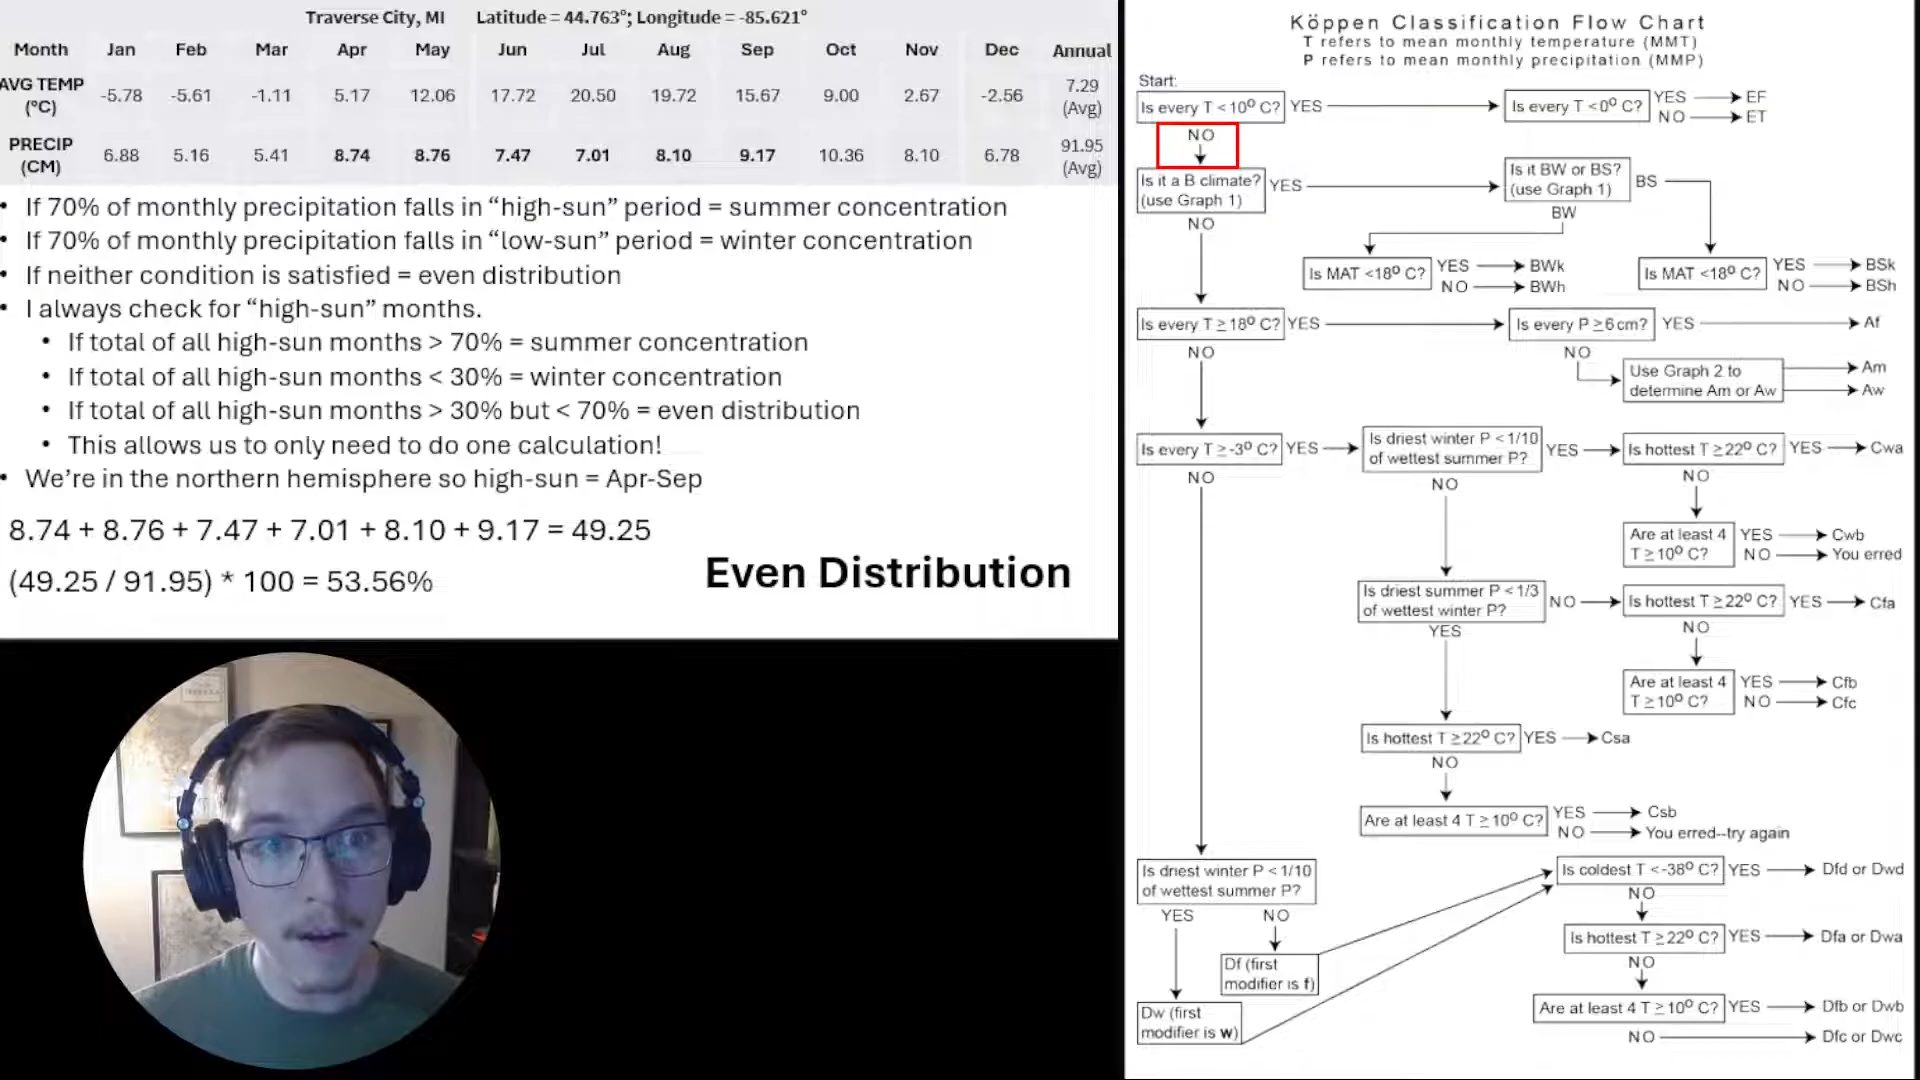 Traverse City, MI Latitude = 44.763°; Longitude = -85.621°
Month Jan Feb Mar Apr May Jun Jul Aug Sep Oct Nov Dec Annual
AVG TEMP (°C) -5.78 -5.61 -1.11 5.17 12.06 17.72 20.50 19.72 15.67 9.00 2.67 -2.56 7.29 (Avg)
PRECIP (CM) 6.88 5.16 5.41 8.74 8.76 7.47 7.01 8.10 9.17 10.36 8.10 6.78 91.95 (Avg)
• If 70% of monthly precipitation falls in “high-sun” period = summer concentration
• If 70% of monthly precipitation falls in “low-sun” period = winter concentration
• If neither condition is satisfied = even distribution
• I always check for “high-sun” months.
• If total of all high-sun months > 70% = summer concentration
• If total of all high-sun months < 30% = winter concentration
• If total of all high-sun months > 30% but < 70% = even distribution
• This allows us to only need to do one calculation!
• We’re in the northern hemisphere so high-sun = Apr-Sep
8.74 + 8.76 + 7.47 + 7.01 + 8.10 + 9.17 = 49.25
(49.25 / 91.95) * 100 = 53.56%
Even Distribution
Köppen Classification Flow Chart
T refers to mean monthly temperature (MMT)
P refers to mean monthly precipitation (MMP)
Start:
Is every T < 10º C? YES Is every T <0º C? YES EF
NO ET
NO
Is it a B climate?
(use Graph 1)
YES
Is it BW or BS?
(use Graph 1)
BS
BW
NO
Is MAT <18º C? YES BWk
NO BWh
Is MAT <18º C? YES BSk
NO BSh
Is every T ≥ 18º C? YES Is every P ≥ 6 cm? YES Af
NO
NO
Use Graph 2 to
determine Am or Aw
Am
Aw
Is every T ≥ -3º C? YES
Is driest winter P < 1/10
of wettest summer P?
YES Is hottest T ≥ 22º C? YES Cwa
NO
NO
NO
Are at least 4
T ≥ 10º C?
YES Cwb
NO You erred
Is driest summer P < 1/3
of wettest winter P?
NO Is hottest T ≥ 22º C? YES Cfa
YES
NO
Are at least 4
T ≥ 10º C?
YES Cfb
NO Cfc
Is hottest T ≥ 22º C? YES Csa
NO
Are at least 4 T ≥ 10º C? YES Csb
NO You erred--try again
Is driest winter P < 1/10
of wettest summer P?
YES NO
Df (first
modifier is f)
Dw (first
modifier is w)
Is coldest T < -38º C? YES Dfd or Dwd
NO
Is hottest T ≥ 22º C? YES Dfa or Dwa
NO
Are at least 4 T ≥ 10º C? YES Dfb or Dwb
NO Dfc or Dwc